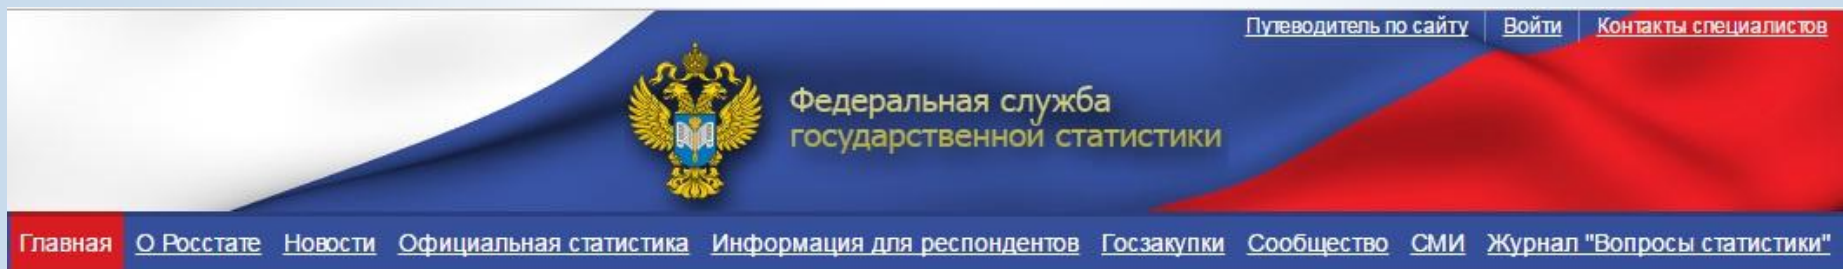 Путеводитель по сайту Войти Контакты специалистов
Федеральная служба
государственной статистики
Главная О Росстате Новости Официальная статистика Информация для респондентов Госзакупки Сообщество СМИ Журнал "Вопросы статистики"